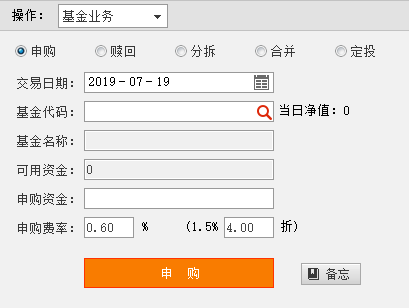 操作: 基金业务
申购 赎回 分拆 合并 定投
交易日期: 2019-07-19
基金代码: 当日净值: 0
基金名称:
可用资金: 0
申购资金:
申购费率: 0.60 % (1.5% 4.00 折)
申 购 备忘